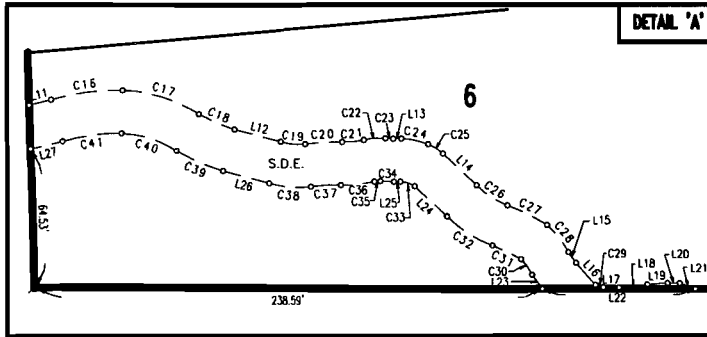 DETAIL 'A'
6
11
C16
C17
C18
L12
C19
C20
C21
C22
C23
L13
C24
C25
L14
C26
C27
C28
L15
L16
C29
17
L18
L19
L20
L21
L22
S.D.E.
L27
C41
C40
C39
L26
C38
C37
C36
C35
C34
L25
C33
L24
C32
C31
C30
L23
64.53'
238.59'